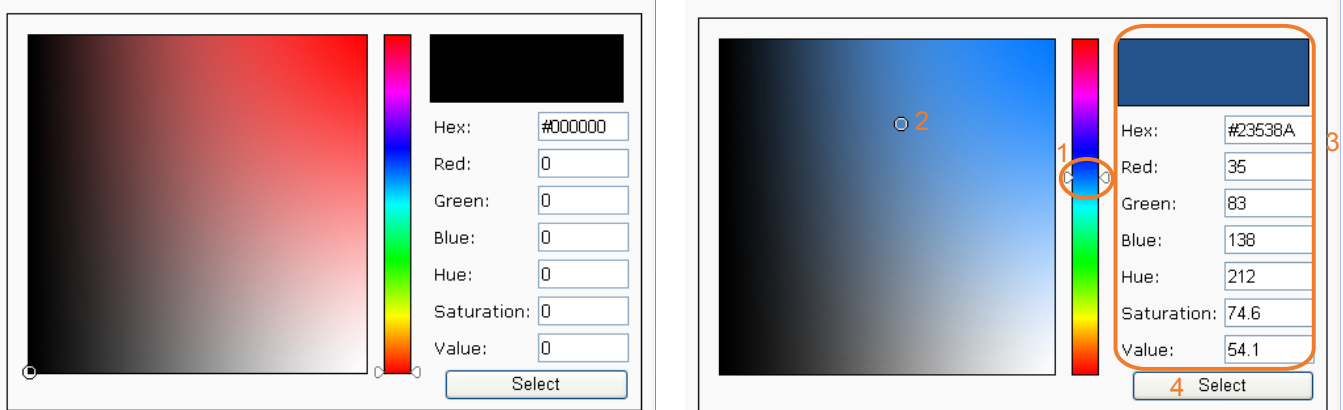 Hex: #000000
Red: 0
Green: 0
Blue: 0
Hue: 0
Saturation: 0
Value: 0
Select
1
2
3
Hex: #23538A
Red: 35
Green: 83
Blue: 138
Hue: 212
Saturation: 74.6
Value: 54.1
4 Select